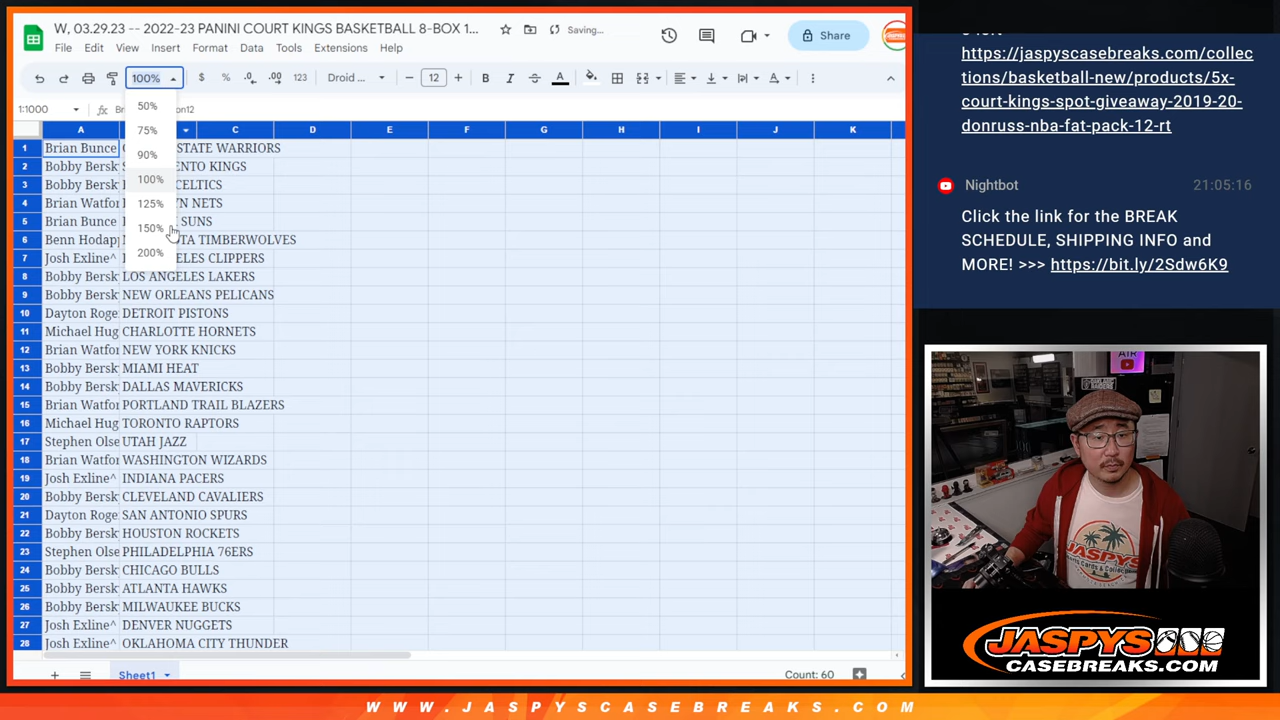 W, 03.29.23 -- 2022-23 PANINI COURT KINGS BASKETBALL 8-BOX 1...
Saving...
Share
File Edit View Insert Format Data Tools Extensions Help
100% $ % .0 .00 123 Droid ... − 12 + B I S A
1:1000 fx
50%
75%
90%
100%
125%
150%
200%
A C D E F G H I J K
1 Brian Bunce STATE WARRIORS
2 Bobby Bersk ENTO KINGS
3 Bobby Bersk CELTICS
4 Brian Watfor YN NETS
5 Brian Bunce SUNS
6 Benn Hodap OTA TIMBERWOLVES
7 Josh Exline^ ELES CLIPPERS
8 Bobby Bersk LOS ANGELES LAKERS
9 Bobby Bersk NEW ORLEANS PELICANS
10 Dayton Roge DETROIT PISTONS
11 Michael Hug CHARLOTTE HORNETS
12 Brian Watfor NEW YORK KNICKS
13 Bobby Bersk MIAMI HEAT
14 Bobby Bersk DALLAS MAVERICKS
15 Brian Watfor PORTLAND TRAIL BLAZERS
16 Michael Hug TORONTO RAPTORS
17 Stephen Olse UTAH JAZZ
18 Brian Watfor WASHINGTON WIZARDS
19 Josh Exline^ INDIANA PACERS
20 Bobby Bersk CLEVELAND CAVALIERS
21 Dayton Roge SAN ANTONIO SPURS
22 Bobby Bersk HOUSTON ROCKETS
23 Stephen Olse PHILADELPHIA 76ERS
24 Bobby Bersk CHICAGO BULLS
25 Bobby Bersk ATLANTA HAWKS
26 Bobby Bersk MILWAUKEE BUCKS
27 Josh Exline^ DENVER NUGGETS
28 Josh Exline^ OKLAHOMA CITY THUNDER
Sheet1
Count: 60
https://jaspyscasebreaks.com/collec
tions/basketball-new/products/5x-
court-kings-spot-giveaway-2019-20-
donruss-nba-fat-pack-12-rt
Nightbot 21:05:16
Click the link for the BREAK
SCHEDULE, SHIPPING INFO and
MORE! >>> https://bit.ly/2Sdw6K9
AIR
JASPYS
JASPYS
CASEBREAKS.COM
WWW.JASPYSCASEBREAKS.COM